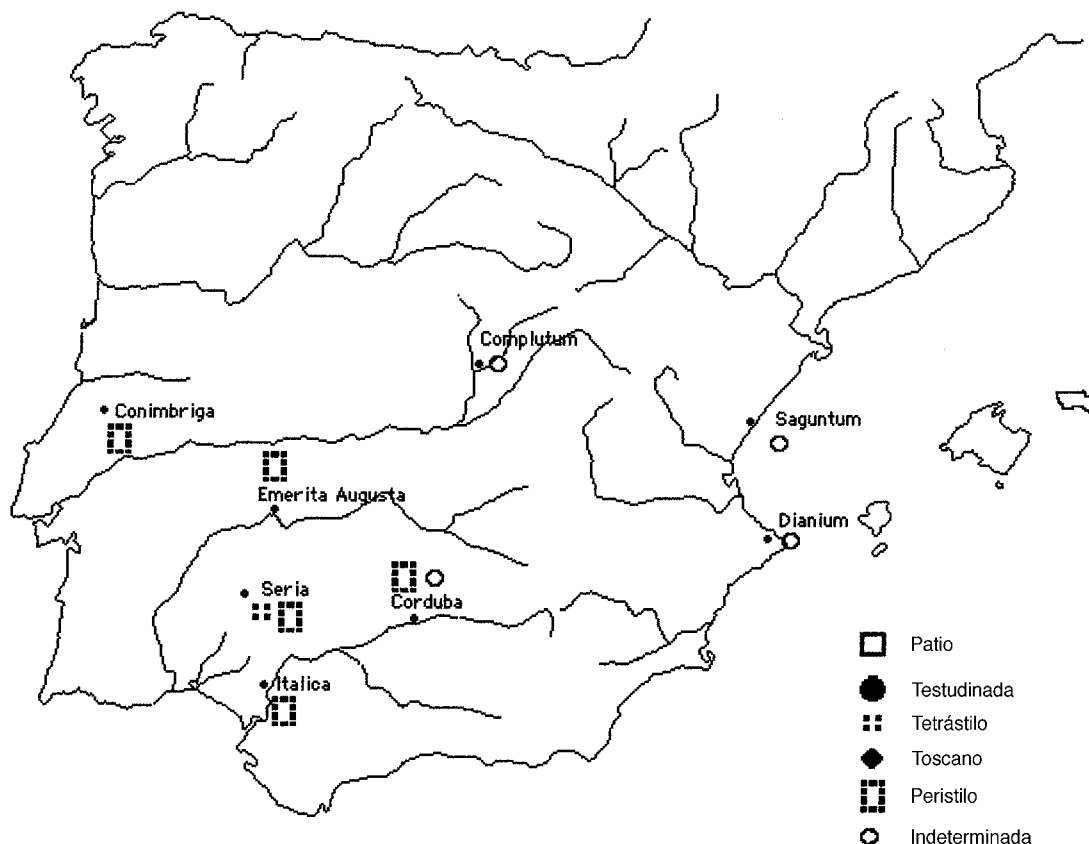 Complutum
Conimbriga
Saguntum
Emerita Augusta
Dianium
Seria
Corduba
Italica
Patio
Testudinada
Tetrástilo
Toscano
Peristilo
Indeterminada